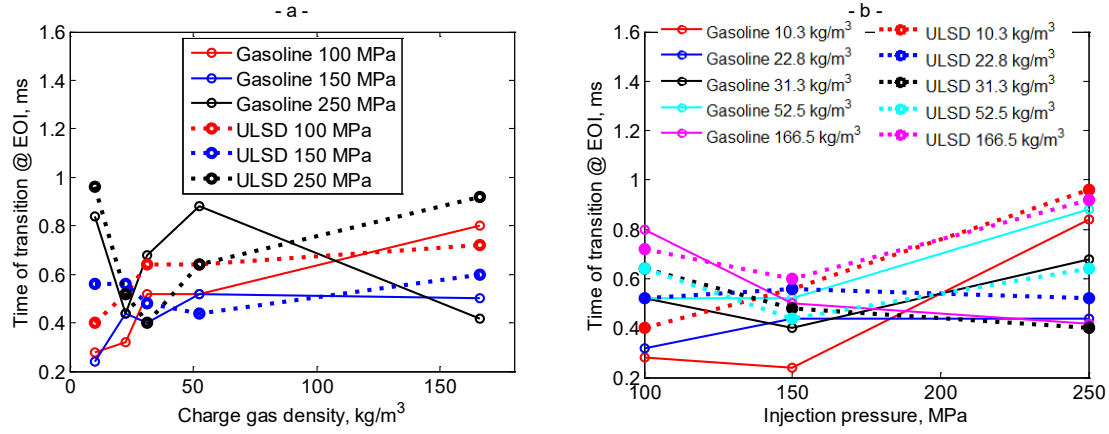 - a -
Time of transition @ EOI, ms
1.6
1.4
1.2
1
0.8
0.6
0.4
0.2
0
50
100
150
Charge gas density, kg/m³
Gasoline 100 MPa
Gasoline 150 MPa
Gasoline 250 MPa
ULSD 100 MPa
ULSD 150 MPa
ULSD 250 MPa
- b -
Time of transition @ EOI, ms
1.6
1.4
1.2
1
0.8
0.6
0.4
0.2
100
150
200
250
Injection pressure, MPa
Gasoline 10.3 kg/m³
Gasoline 22.8 kg/m³
Gasoline 31.3 kg/m³
Gasoline 52.5 kg/m³
Gasoline 166.5 kg/m³
ULSD 10.3 kg/m³
ULSD 22.8 kg/m³
ULSD 31.3 kg/m³
ULSD 52.5 kg/m³
ULSD 166.5 kg/m³